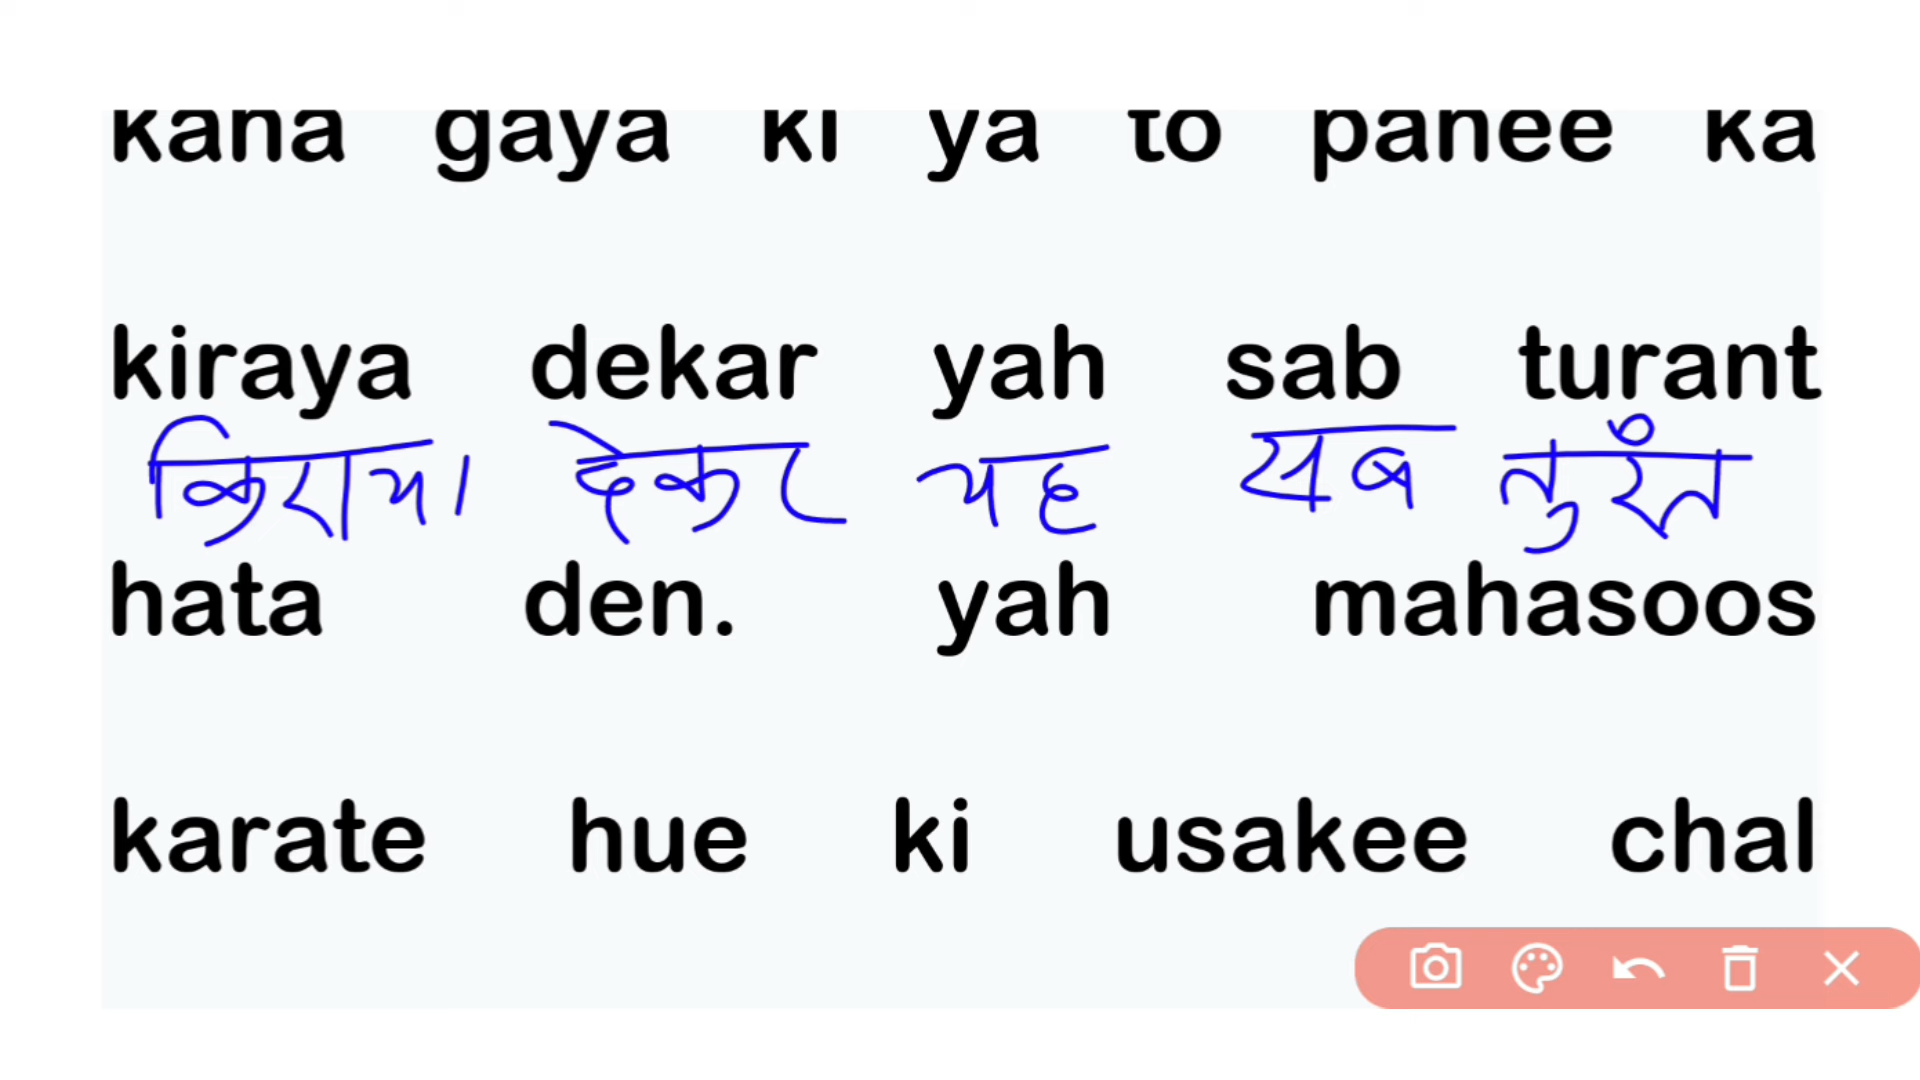 kaha gaya ki ya to panee ka
kiraya dekar yah sab turant
किराया देकर यह सब तुरंत
hata den. yah mahasoos
karate hue ki usakee chal